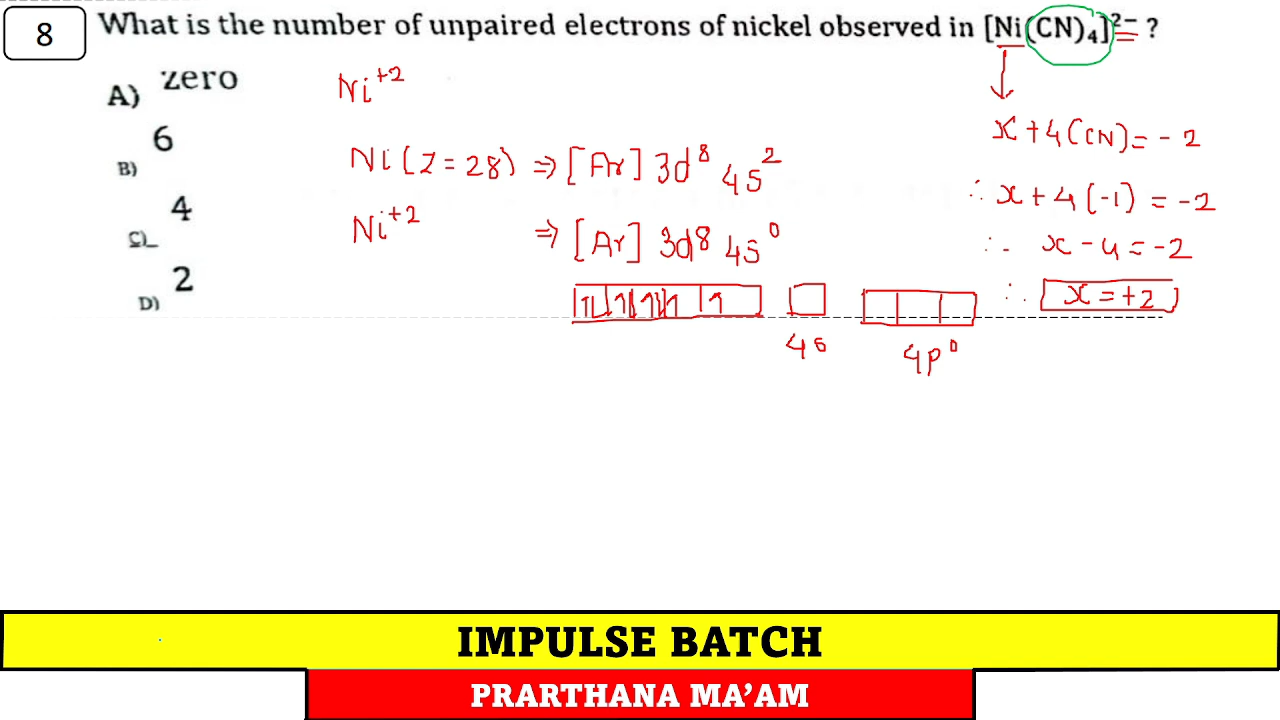 8 What is the number of unpaired electrons of nickel observed in [Ni(CN)₄]²⁻ ?
A) zero
B) 6
C) 4
D) 2
Ni⁺²
Ni (Z = 28) ⇒ [Ar] 3d⁸ 4s²
Ni⁺² ⇒ [Ar] 3d⁸ 4s⁰
4s
4p⁰
x + 4(CN) = -2
∴ x + 4(-1) = -2
∴ x - 4 = -2
∴ x = +2
IMPULSE BATCH
PRARTHANA MA’AM